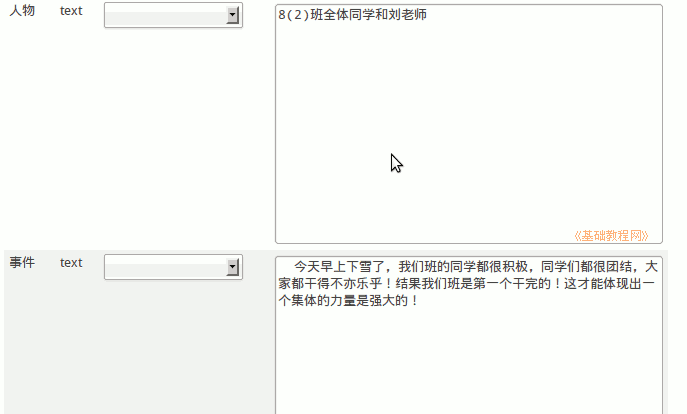 人物 text 8(2)班全体同学和刘老师
《基础教程网》
事件 text 今天早上下雪了，我们班的同学都很积极，同学们都很团结，大
家都干得不亦乐乎！结果我们班是第一个干完的！这才能体现出一
个集体的力量是强大的！